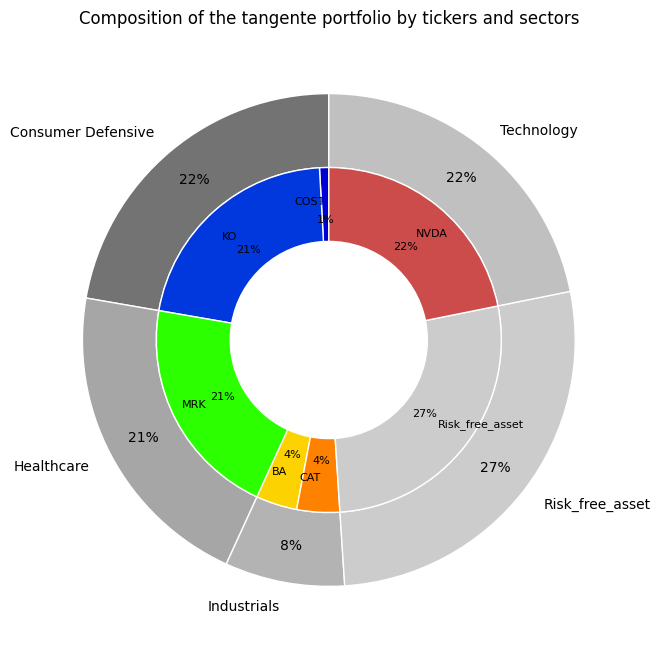 Composition of the tangente portfolio by tickers and sectors
Consumer Defensive
Technology
22%
22%
COST
1%
KO
21%
NVDA
22%
MRK
21%
27%
Risk_free_asset
4%
BA
4%
CAT
21%
Healthcare
27%
Risk_free_asset
8%
Industrials